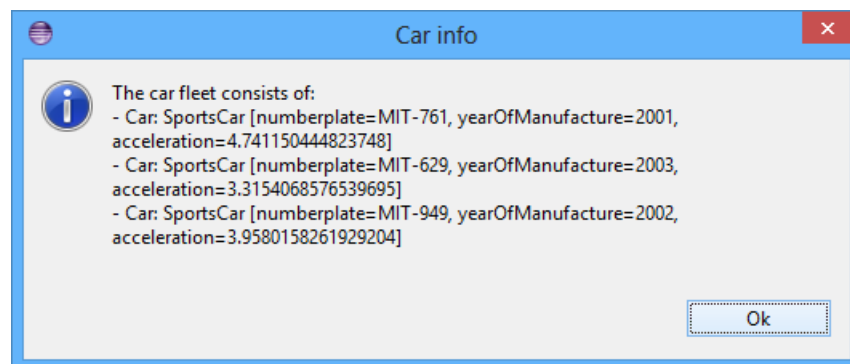 Car info
The car fleet consists of:
- Car: SportsCar [numberplate=MIT-761, yearOfManufacture=2001,
acceleration=4.741150444823748]
- Car: SportsCar [numberplate=MIT-629, yearOfManufacture=2003,
acceleration=3.3154068576539695]
- Car: SportsCar [numberplate=MIT-949, yearOfManufacture=2002,
acceleration=3.9580158261929204]
Ok